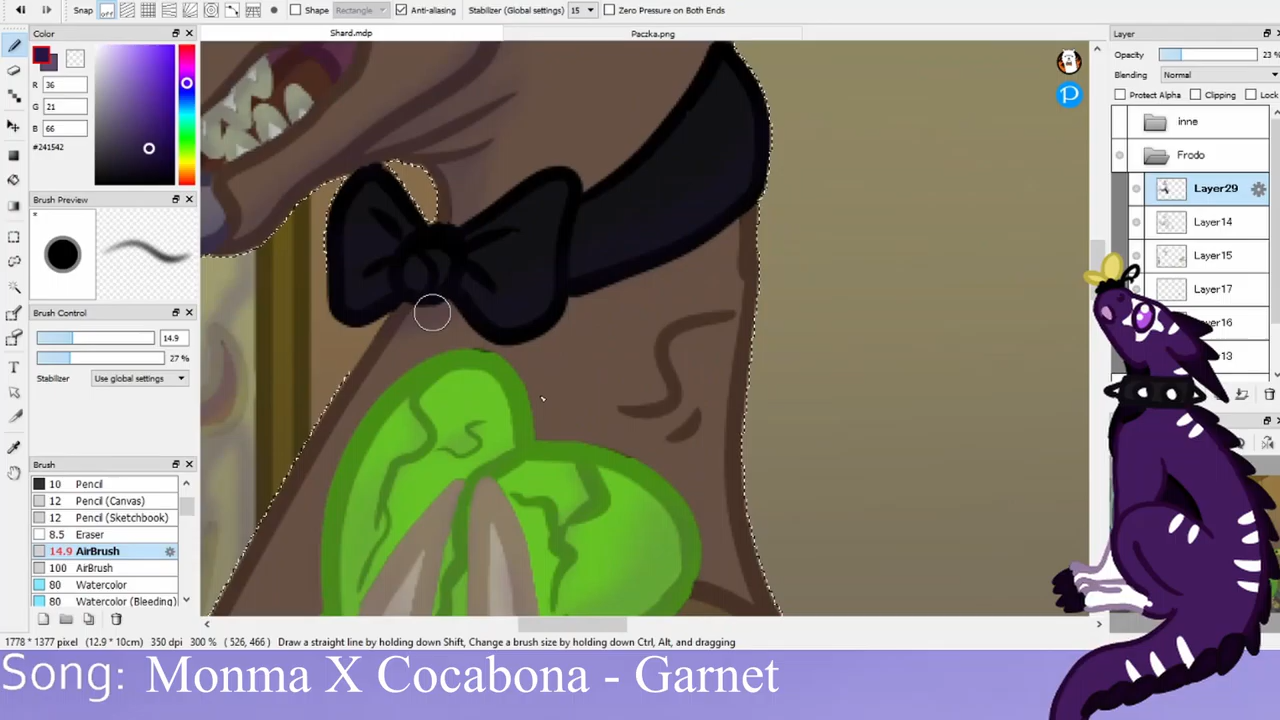 Snap off Shape Rectangle Anti-aliasing Stabilizer (Global settings) 15 Zero Pressure on Both Ends
Color
Shard.mdp Paczka.png
Layer
R 36
G 21
B 66
#241542
Opacity 23 %
Blending Normal
Protect Alpha Clipping Lock
inne
Frodo
Layer29
Layer14
Layer15
Layer17
16
13
Brush Preview
*
Brush Control
14.9
27 %
Stabilizer Use global settings
Brush
10 Pencil
12 Pencil (Canvas)
12 Pencil (Sketchbook)
8.5 Eraser
14.9 AirBrush
100 AirBrush
80 Watercolor
80 Watercolor (Bleeding)
1778 * 1377 pixel (12.9 * 10cm) 350 dpi 300 % ( 526, 466 ) Draw a straight line by holding down Shift, Change a brush size by holding down Ctrl, Alt, and dragging
Song: Monma X Cocabona - Garnet